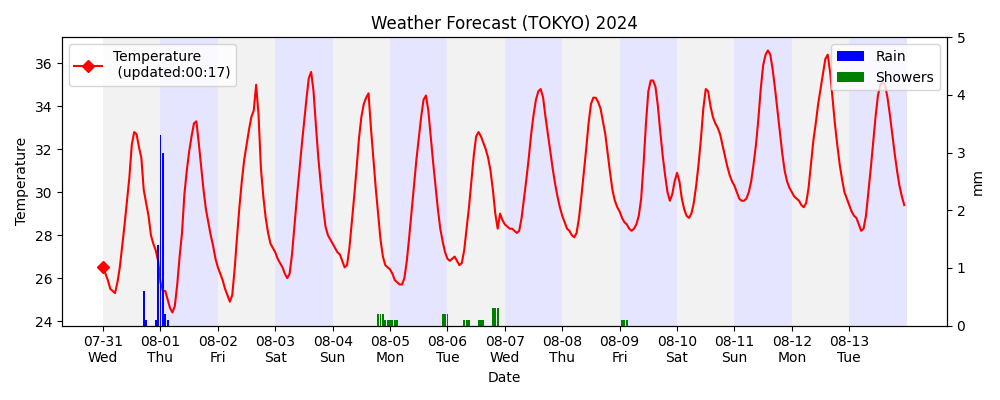 Weather Forecast (TOKYO) 2024
Temperature
(updated:00:17)
Rain
Showers
Temperature
36
34
32
30
28
26
24
5
4
3
2
1
0
mm
07-31 08-01 08-02 08-03 08-04 08-05 08-06 08-07 08-08 08-09 08-10 08-11 08-12 08-13
Wed Thu Fri Sat Sun Mon Tue Wed Thu Fri Sat Sun Mon Tue
Date